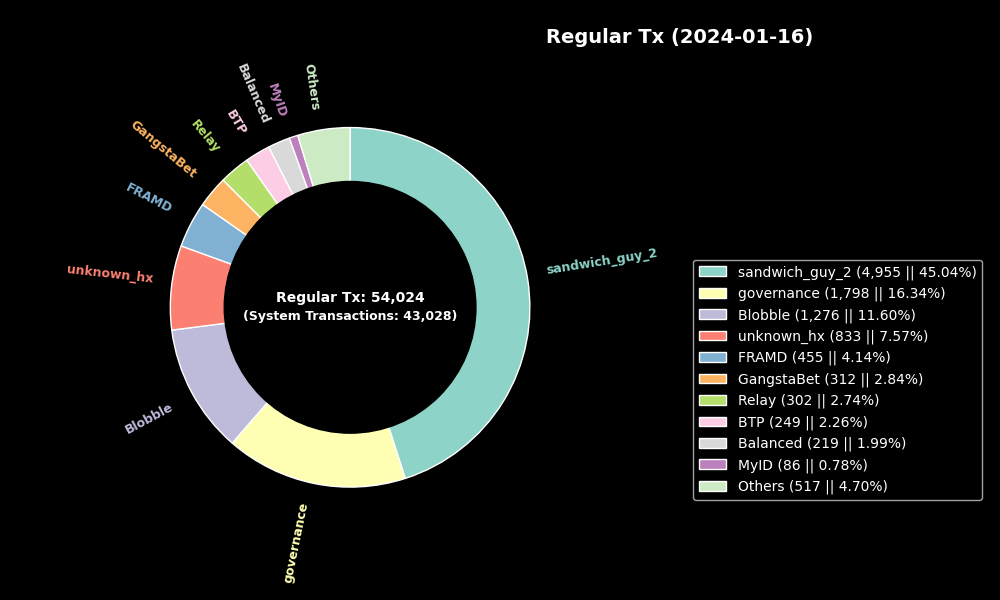 Regular Tx (2024-01-16)
Others
MyID
Balanced
BTP
Relay
GangstaBet
FRAMD
unknown_hx
Blobble
governance
sandwich_guy_2
Regular Tx: 54,024
(System Transactions: 43,028)
sandwich_guy_2 (4,955 || 45.04%)
governance (1,798 || 16.34%)
Blobble (1,276 || 11.60%)
unknown_hx (833 || 7.57%)
FRAMD (455 || 4.14%)
GangstaBet (312 || 2.84%)
Relay (302 || 2.74%)
BTP (249 || 2.26%)
Balanced (219 || 1.99%)
MyID (86 || 0.78%)
Others (517 || 4.70%)